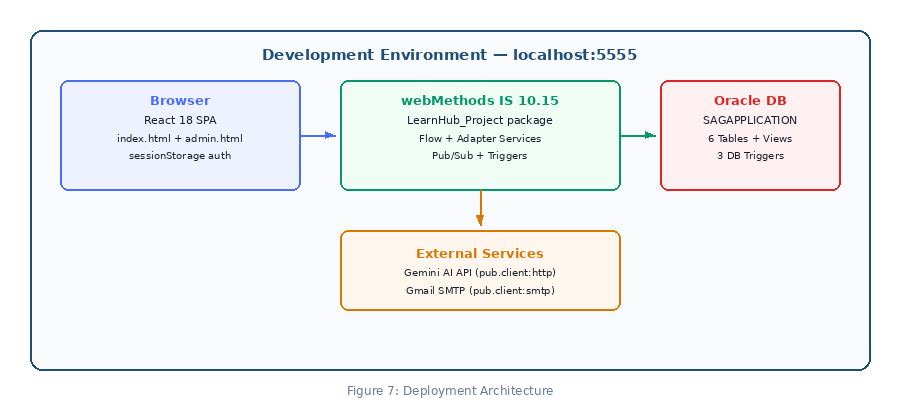 Development Environment — localhost:5555
Browser
React 18 SPA
index.html + admin.html
sessionStorage auth
webMethods IS 10.15
LearnHub_Project package
Flow + Adapter Services
Pub/Sub + Triggers
Oracle DB
SAGAPPLICATION
6 Tables + Views
3 DB Triggers
External Services
Gemini AI API (pub.client:http)
Gmail SMTP (pub.client:smtp)
Figure 7: Deployment Architecture